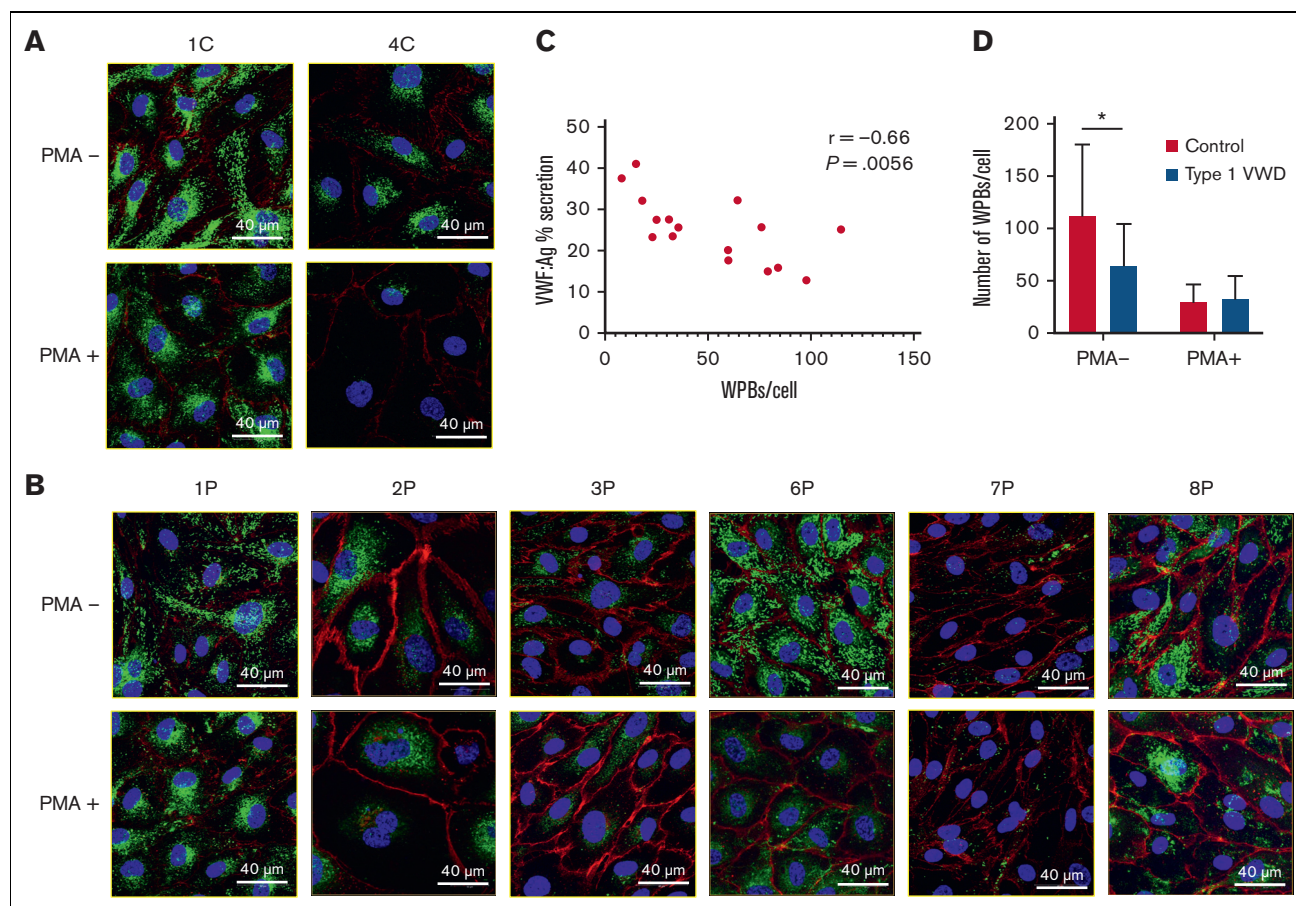 A
1C
4C
PMA –
40 µm
40 µm
PMA +
40 µm
40 µm
C
VWF:Ag % secretion
50
40
30
20
10
0
r = –0.66
P = .0056
0
50
100
150
WPBs/cell
D
Number of WPBs/cell
200
150
100
50
0
*
Control
Type 1 VWD
PMA–
PMA+
B
1P
2P
3P
6P
7P
8P
PMA –
40 µm
40 µm
40 µm
40 µm
40 µm
40 µm
PMA +
40 µm
40 µm
40 µm
40 µm
40 µm
40 µm